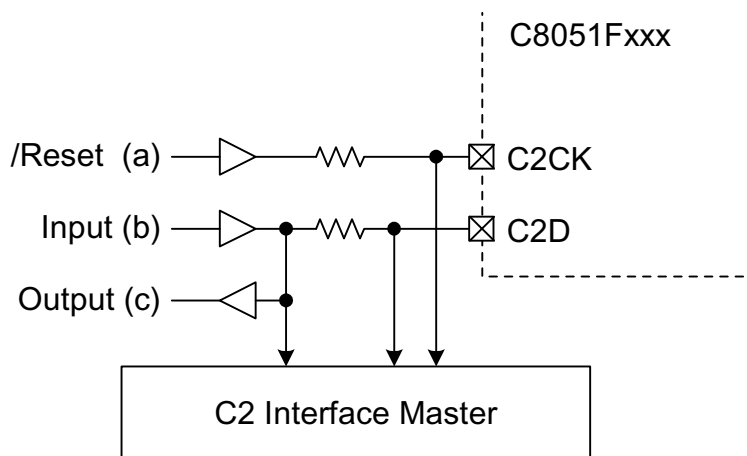 C8051Fxxx
/Reset (a)
C2CK
Input (b)
C2D
Output (c)
C2 Interface Master